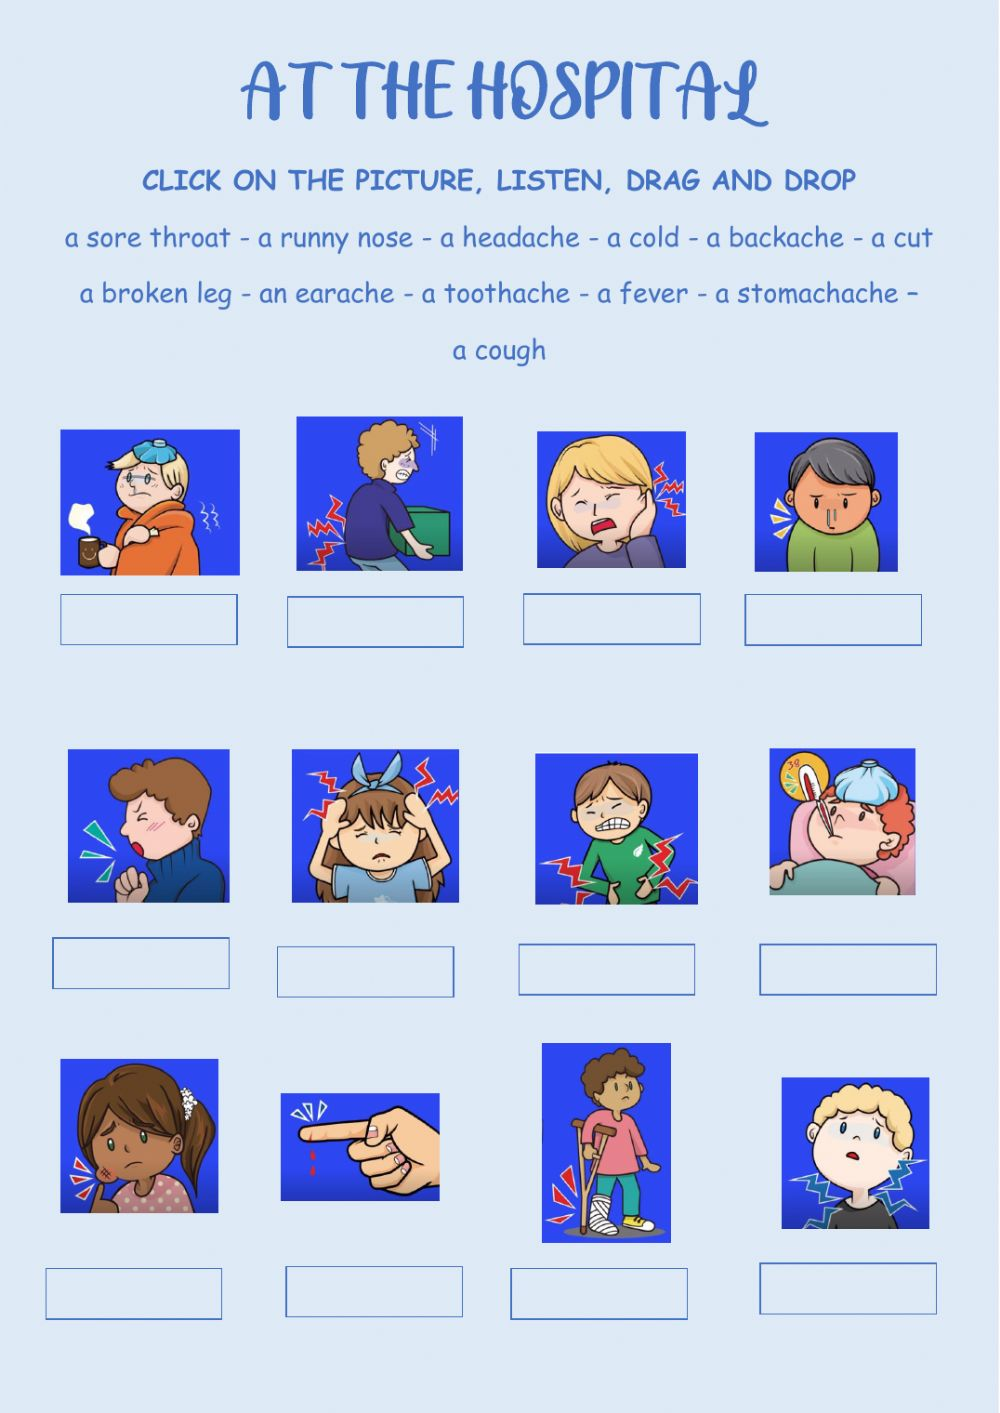 AT THE HOSPITAL
CLICK ON THE PICTURE, LISTEN, DRAG AND DROP
a sore throat - a runny nose - a headache - a cold - a backache - a cut
a broken leg - an earache - a toothache - a fever - a stomachache –
a cough
38